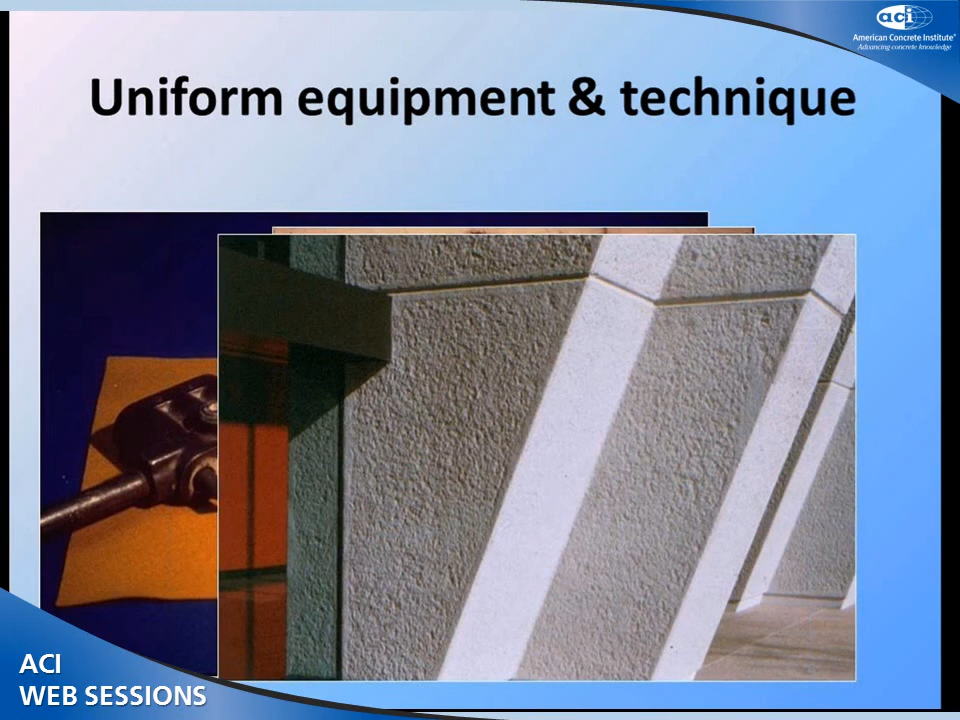 aci
American Concrete Institute®
Advancing concrete knowledge
Uniform equipment & technique
ACI
WEB SESSIONS